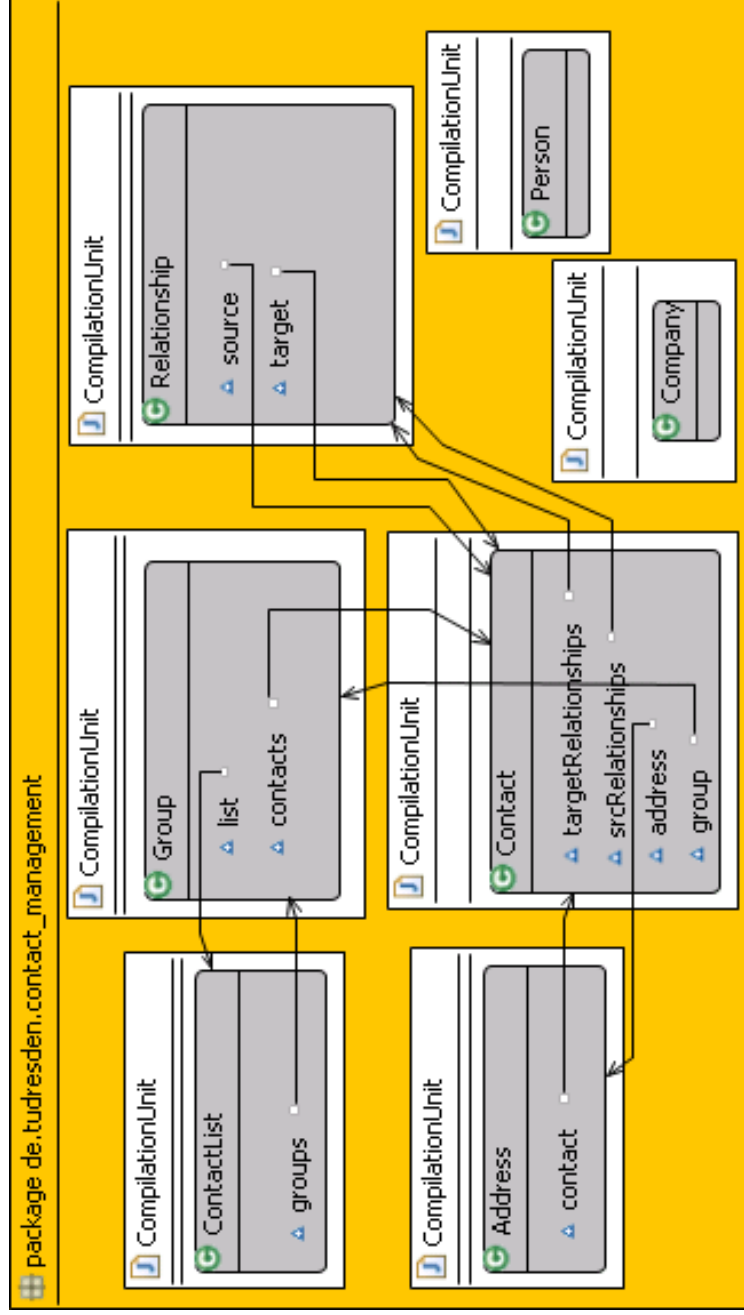 package de.tudresden.contact_management
CompilationUnit
ContactList
groups
CompilationUnit
Group
list
contacts
CompilationUnit
Relationship
source
target
CompilationUnit
Address
contact
CompilationUnit
Contact
targetRelationships
srcRelationships
address
group
CompilationUnit
Company
CompilationUnit
Person